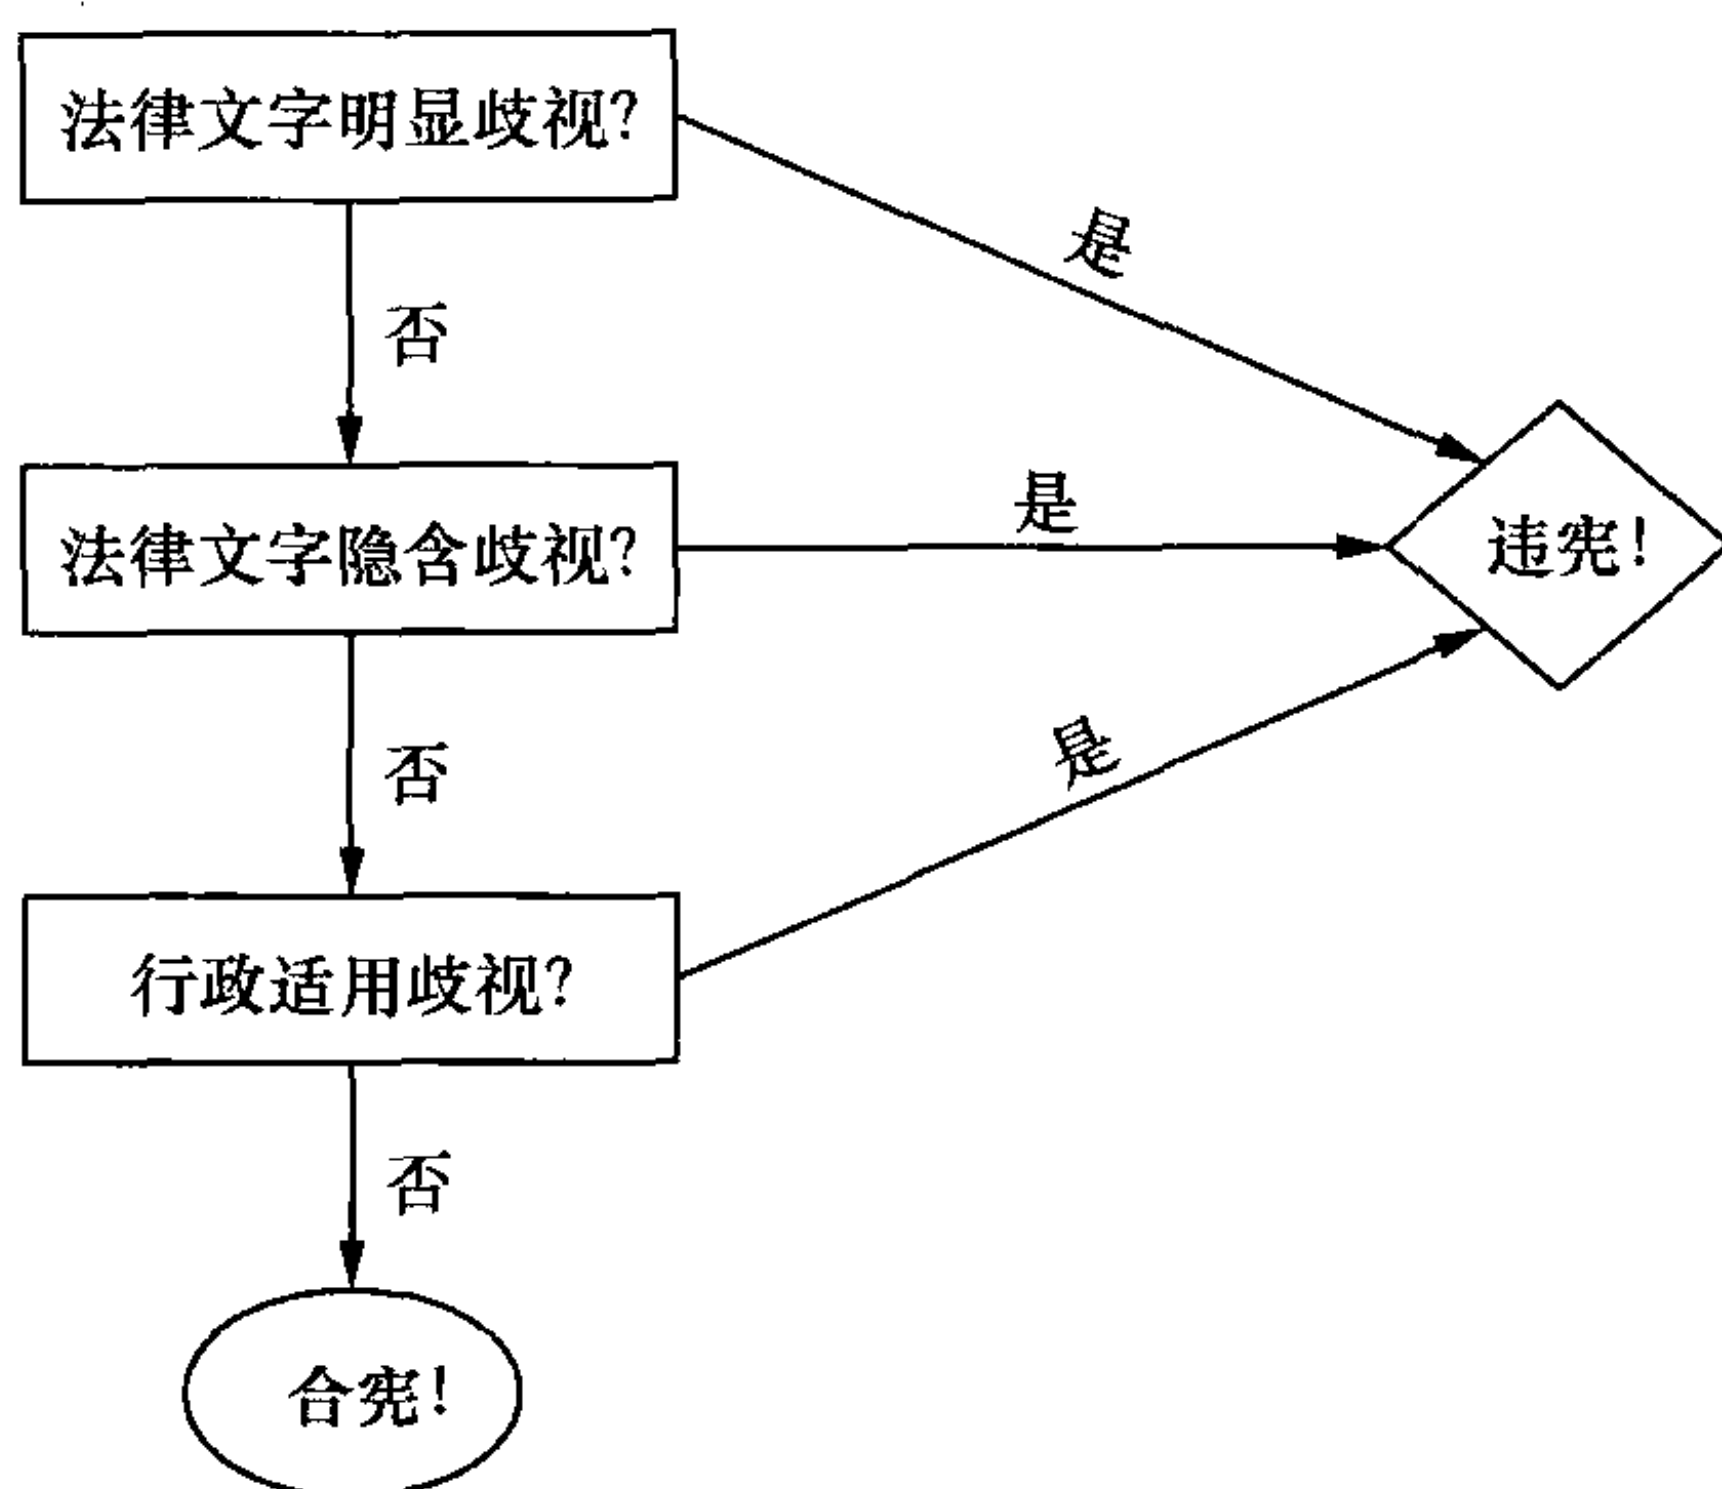 法律文字明显歧视?
是
否
法律文字隐含歧视?
是
违宪!
否
是
行政适用歧视?
否
合宪!